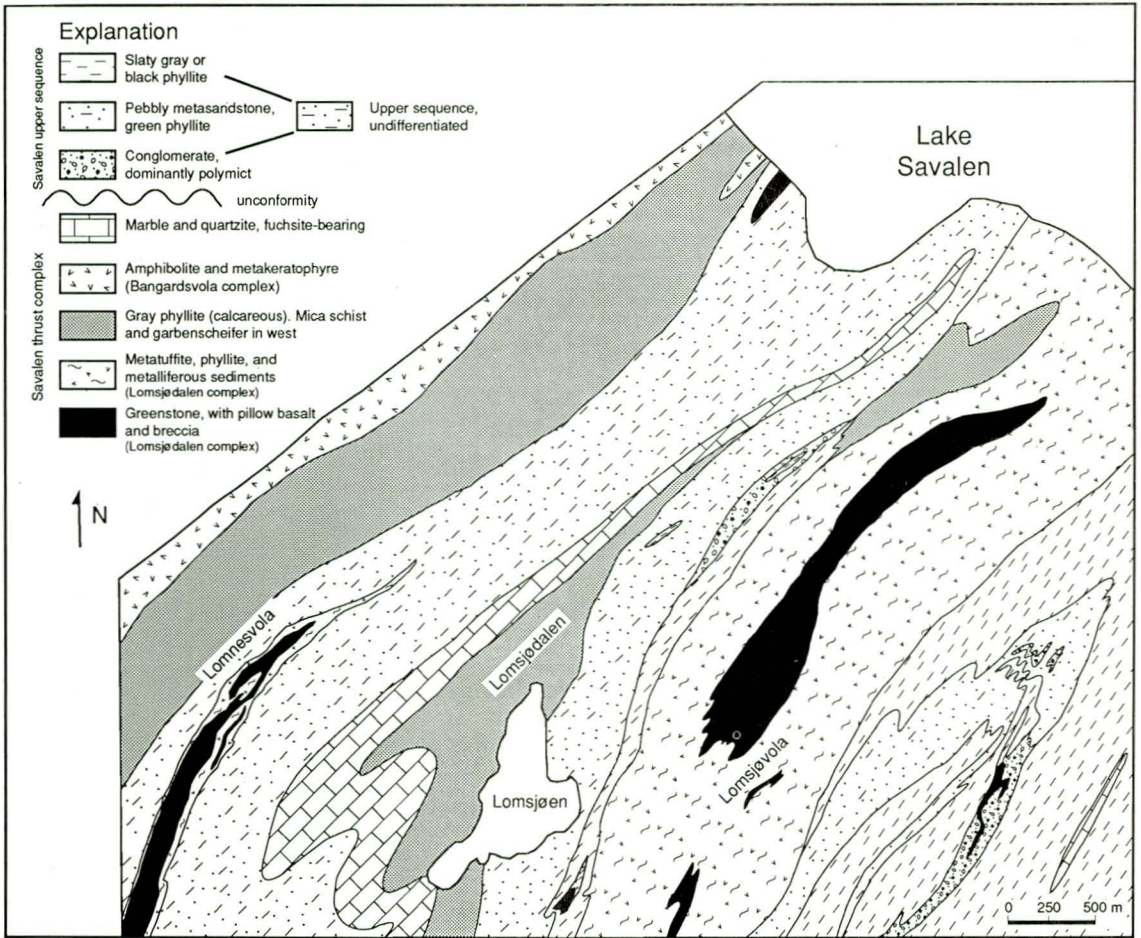 Explanation
Savalen upper sequence
Slaty gray or
black phyllite
Pebbly metasandstone,
green phyllite
Upper sequence,
undifferentiated
Conglomerate,
dominantly polymict
unconformity
Savalen thrust complex
Marble and quartzite, fuchsite-bearing
Amphibolite and metakeratophyre
(Bangardsvola complex)
Gray phyllite (calcareous). Mica schist
and garbenscheifer in west
Metatuffite, phyllite, and
metalliferous sediments
(Lomsjødalen complex)
Greenstone, with pillow basalt
and breccia
(Lomsjødalen complex)
N
Lake
Savalen
Lomnesvola
Lomsjødalen
Lomsjøen
Lomsjøvola
0 250 500 m